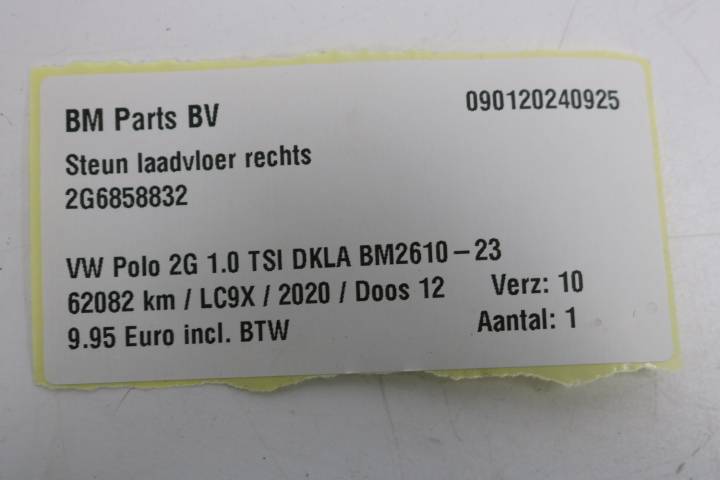 BM Parts BV 090120240925
Steun laadvloer rechts
2G6858832
VW Polo 2G 1.0 TSI DKLA BM2610-23
62082 km / LC9X / 2020 / Doos 12 Verz: 10
9.95 Euro incl. BTW Aantal: 1